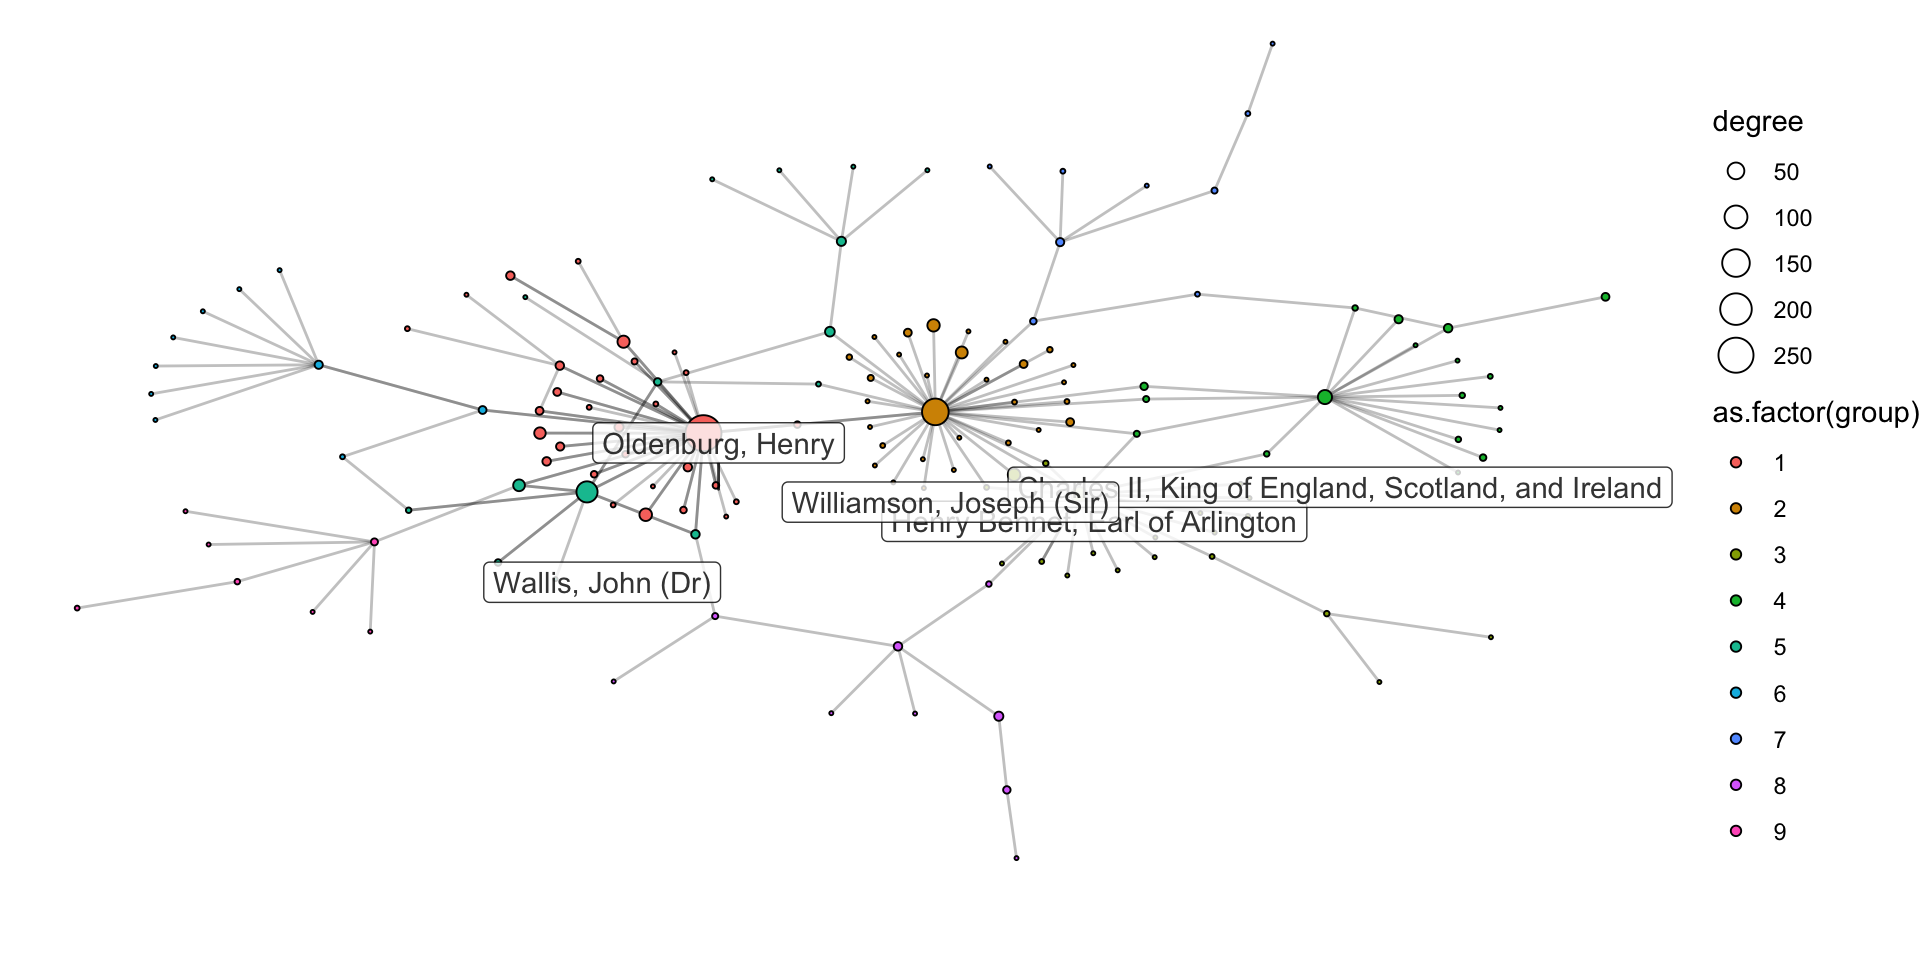 degree
50
100
150
200
250
as.factor(group)
1
2
3
4
5
6
7
8
9
Oldenburg, Henry
Charles II, King of England, Scotland, and Ireland
Williamson, Joseph (Sir)
Henry Bennet, Earl of Arlington
Wallis, John (Dr)